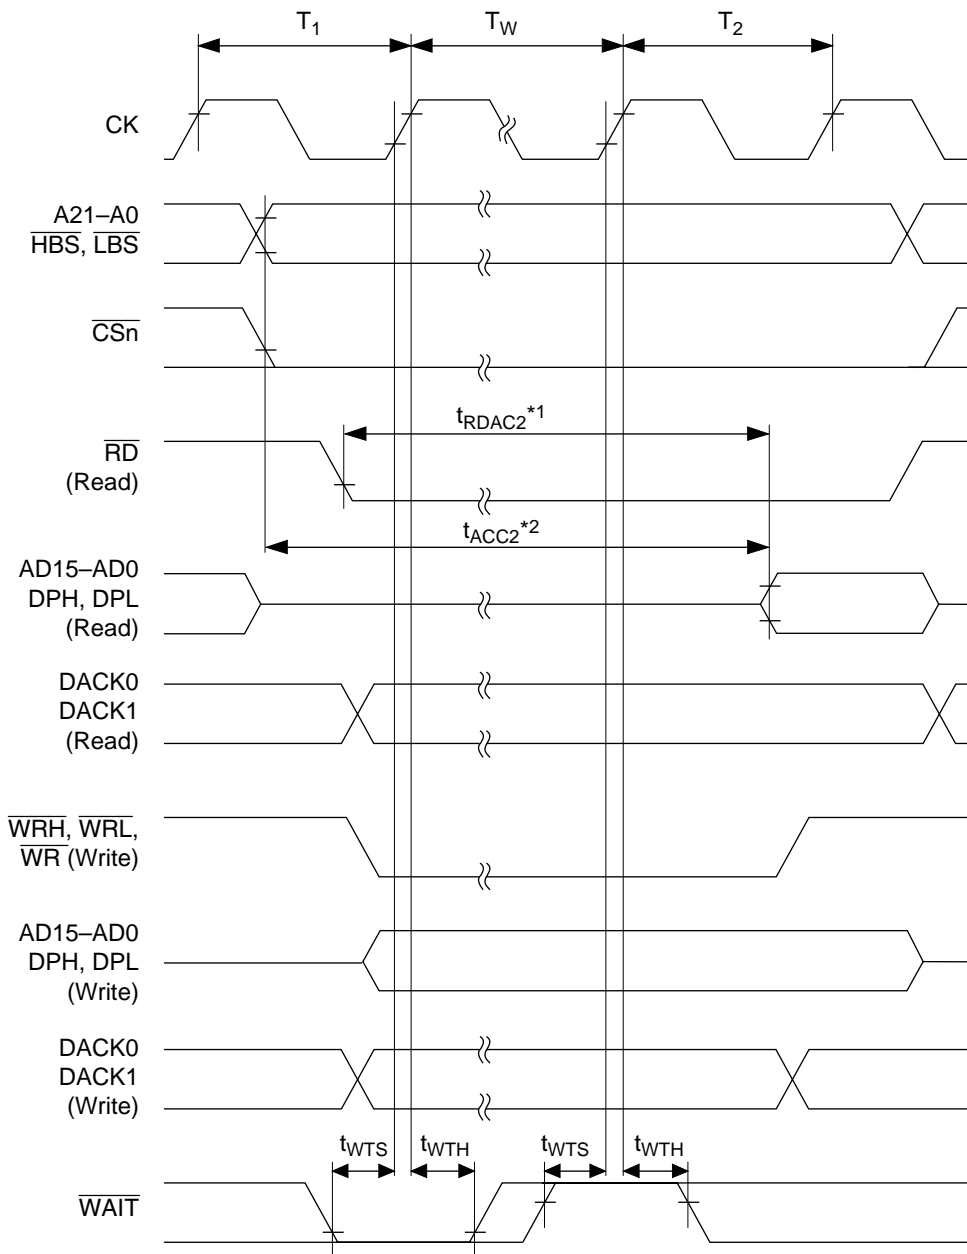 T1 TW T2
CK
A21–A0
HBS, LBS
CSn
tRDAC2*1
RD
(Read)
tACC2*2
AD15–AD0
DPH, DPL
(Read)
DACK0
DACK1
(Read)
WRH, WRL,
WR (Write)
AD15–AD0
DPH, DPL
(Write)
DACK0
DACK1
(Write)
tWTS tWTH tWTS tWTH
WAIT